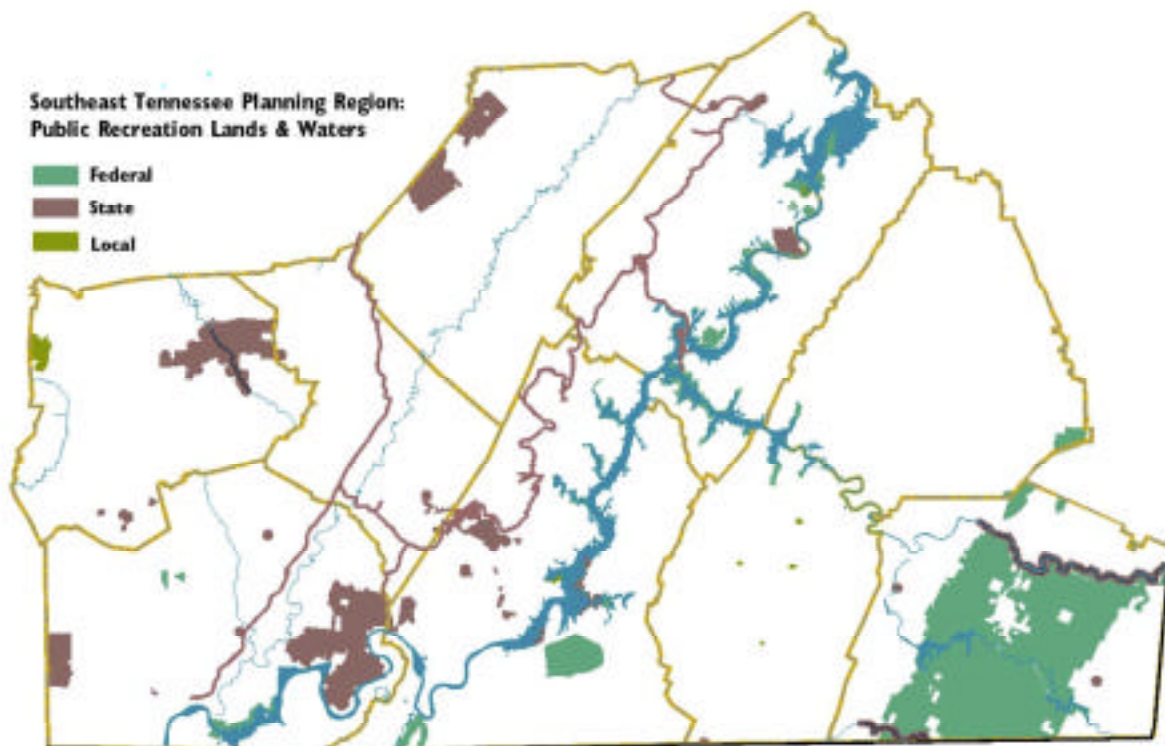 Southeast Tennessee Planning Region:
Public Recreation Lands & Waters
Federal
State
Local